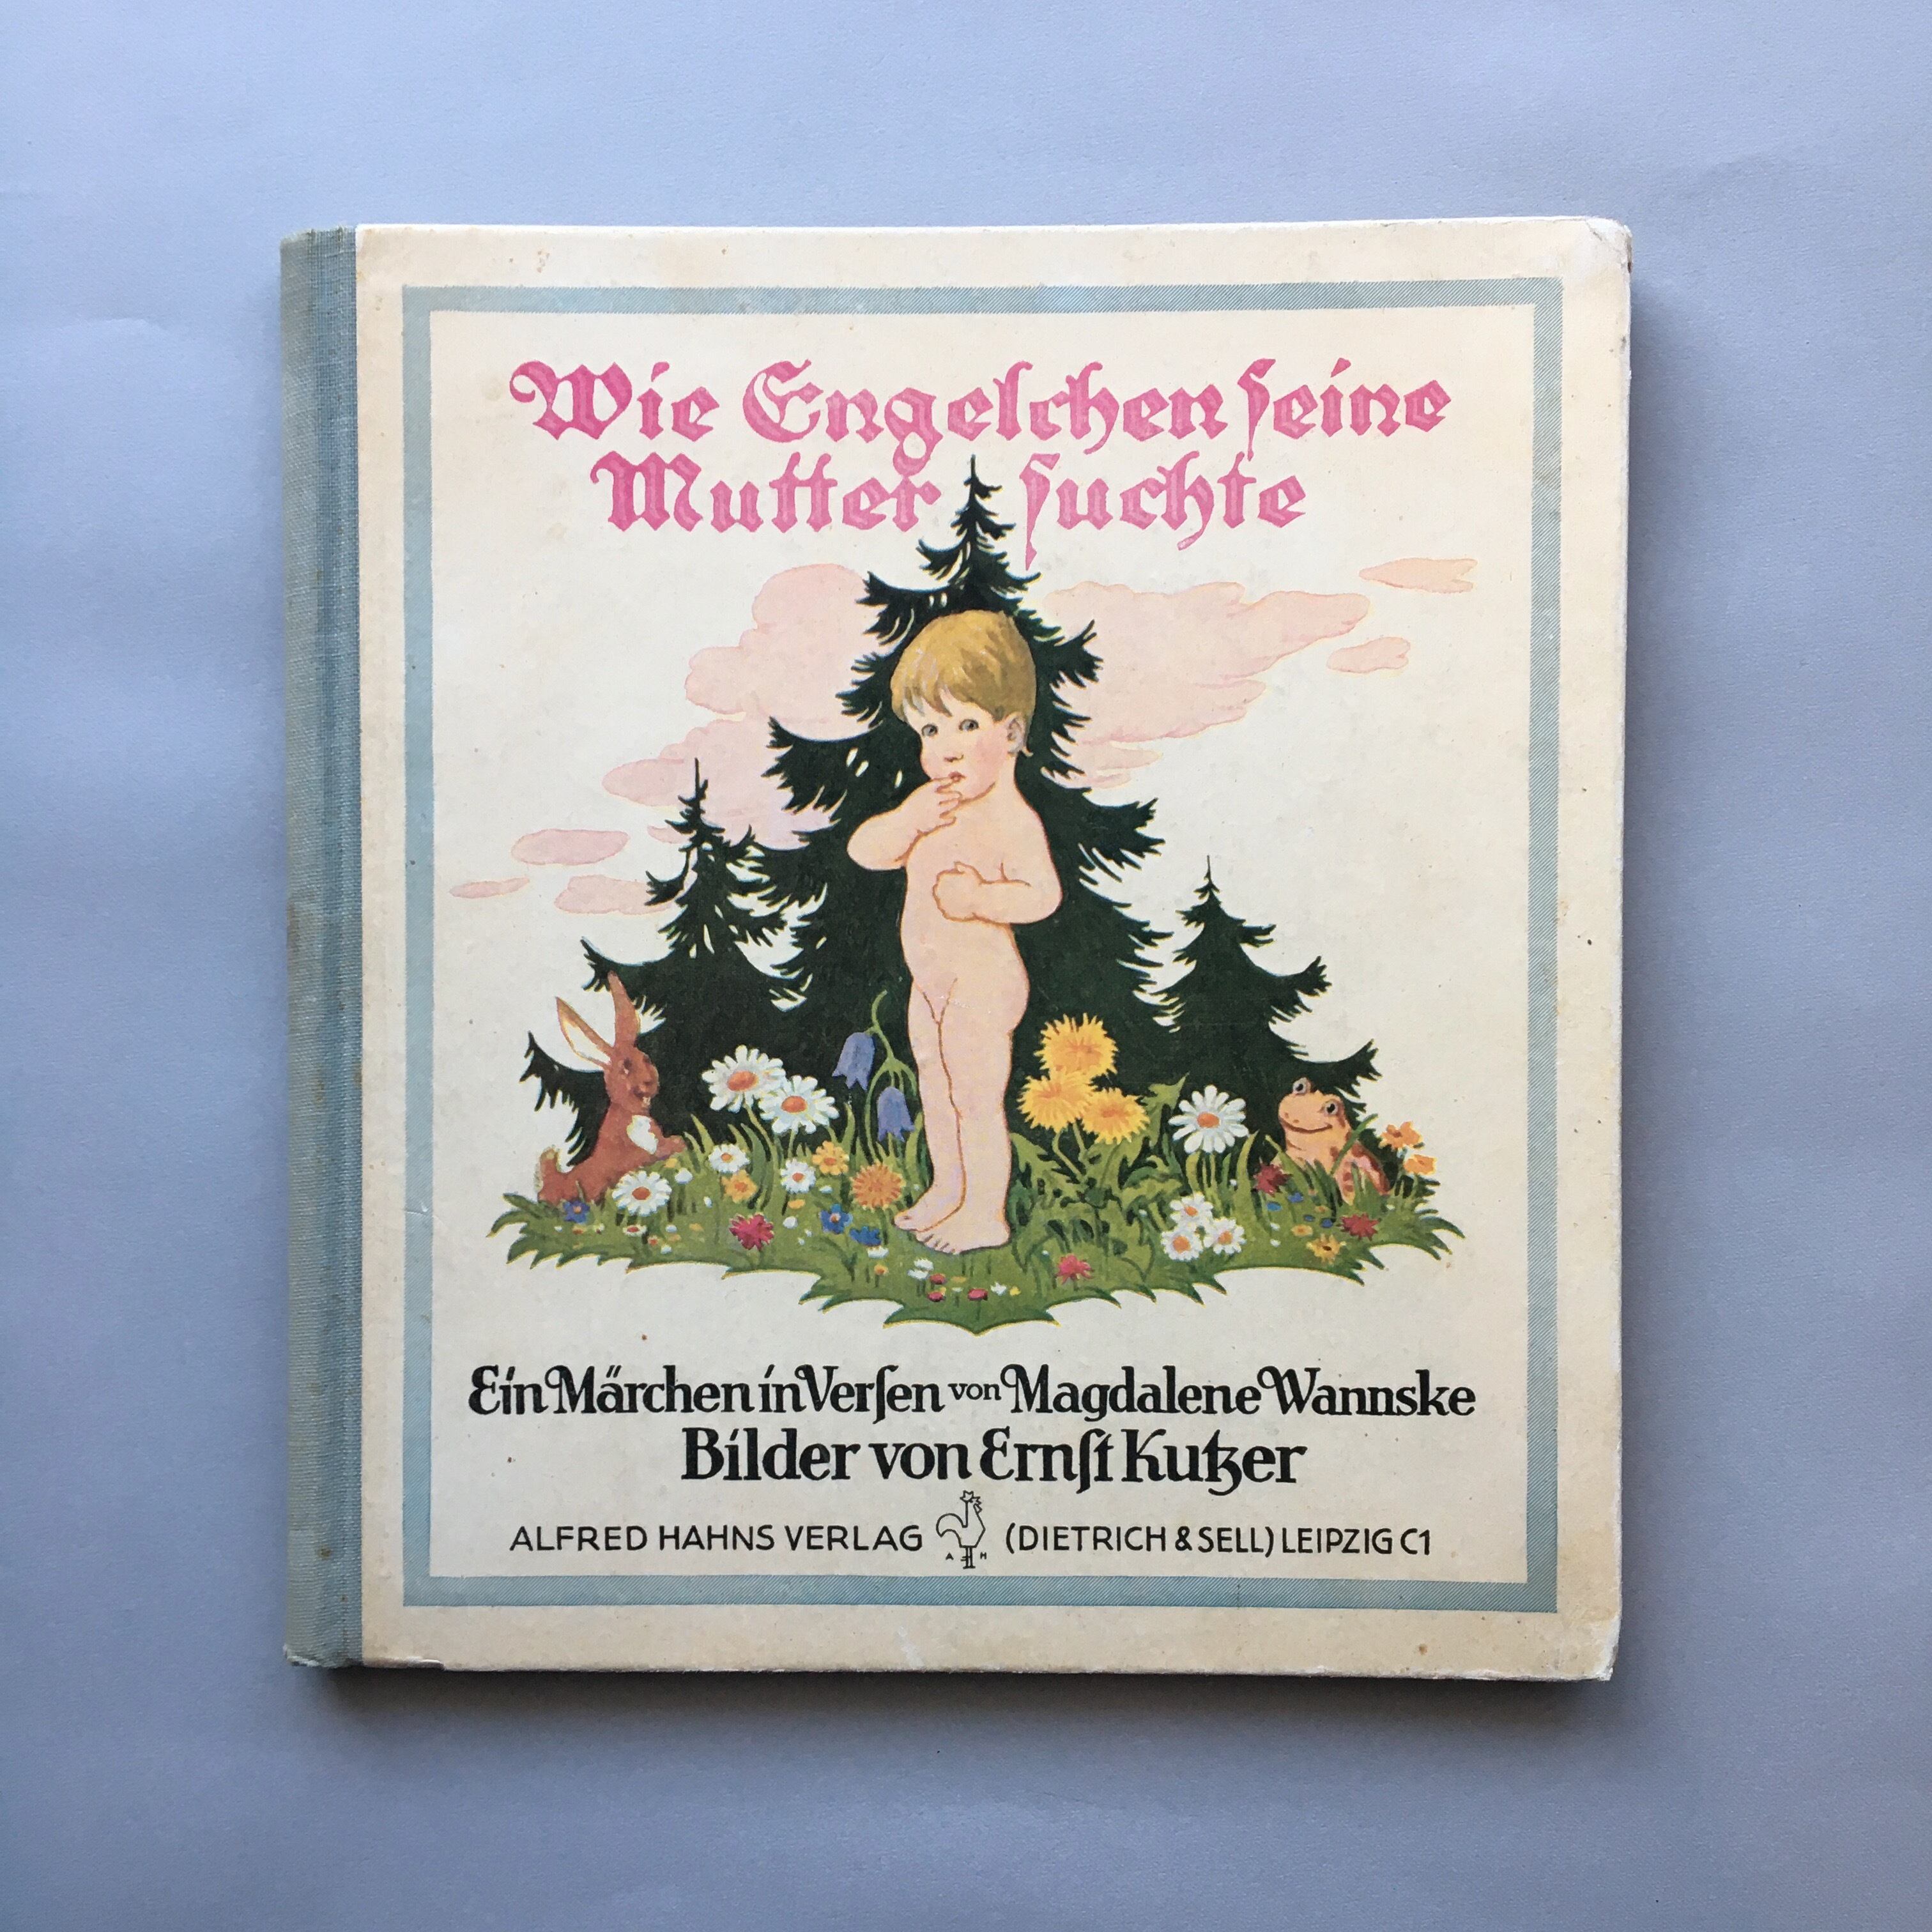 Wie Engelchen ſeine
Mutter ſuchte
Ein Märchen in Verſen von Magdalene Wannske
Bilder von Ernſt Kutzer
ALFRED HAHNS VERLAG (DIETRICH & SELL) LEIPZIG C1
A H